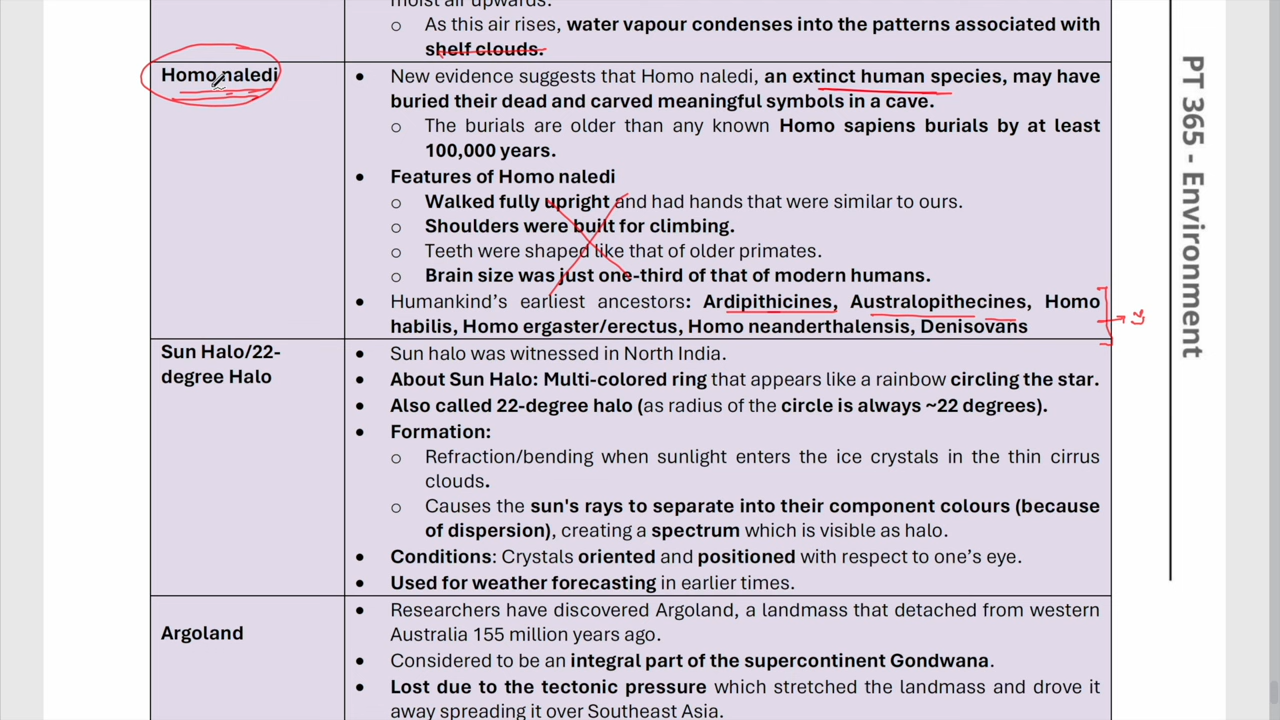 moist air upwards.
o As this air rises, water vapour condenses into the patterns associated with
shelf clouds.
Homo naledi
• New evidence suggests that Homo naledi, an extinct human species, may have
buried their dead and carved meaningful symbols in a cave.
o The burials are older than any known Homo sapiens burials by at least
100,000 years.
• Features of Homo naledi
o Walked fully upright and had hands that were similar to ours.
o Shoulders were built for climbing.
o Teeth were shaped like that of older primates.
o Brain size was just one-third of that of modern humans.
• Humankind's earliest ancestors: Ardipithicines, Australopithecines, Homo
habilis, Homo ergaster/erectus, Homo neanderthalensis, Denisovans
Sun Halo/22-
degree Halo
• Sun halo was witnessed in North India.
• About Sun Halo: Multi-colored ring that appears like a rainbow circling the star.
• Also called 22-degree halo (as radius of the circle is always ~22 degrees).
• Formation:
o Refraction/bending when sunlight enters the ice crystals in the thin cirrus
clouds.
o Causes the sun's rays to separate into their component colours (because
of dispersion), creating a spectrum which is visible as halo.
• Conditions: Crystals oriented and positioned with respect to one's eye.
• Used for weather forecasting in earlier times.
Argoland
• Researchers have discovered Argoland, a landmass that detached from western
Australia 155 million years ago.
• Considered to be an integral part of the supercontinent Gondwana.
• Lost due to the tectonic pressure which stretched the landmass and drove it
away spreading it over Southeast Asia.
PT 365 - Environment